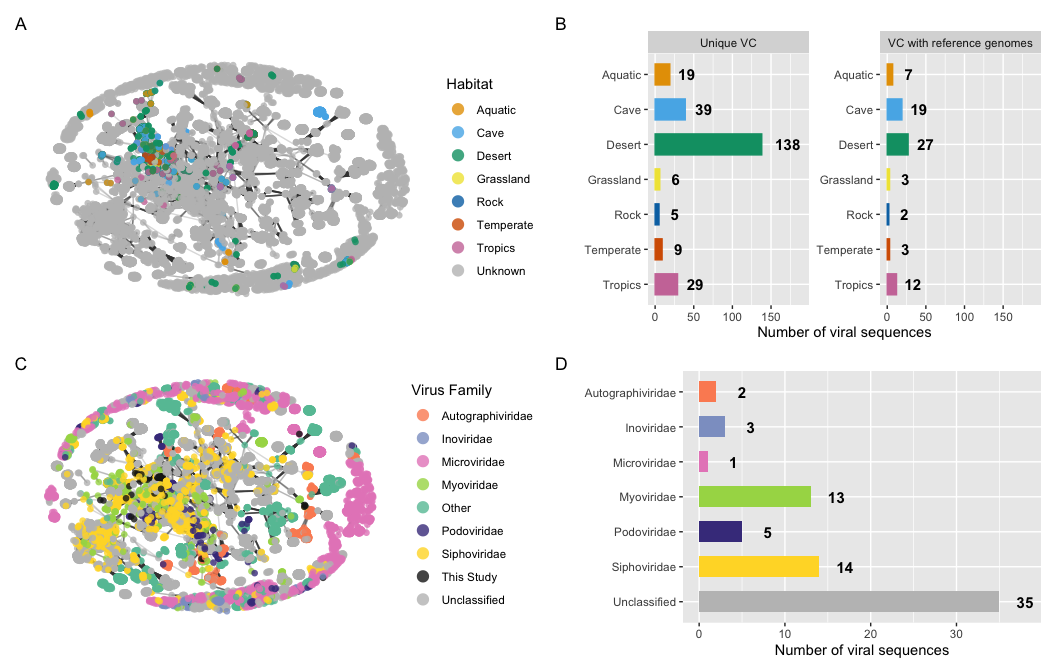 A
Habitat
Aquatic
Cave
Desert
Grassland
Rock
Temperate
Tropics
Unknown
B
Unique VC
VC with reference genomes
Aquatic 19
Cave 39
Desert 138
Grassland 6
Rock 5
Temperate 9
Tropics 29
0 50 100 150
Aquatic 7
Cave 19
Desert 27
Grassland 3
Rock 2
Temperate 3
Tropics 12
0 50 100 150
Number of viral sequences
C
Virus Family
Autographiviridae
Inoviridae
Microviridae
Myoviridae
Other
Podoviridae
Siphoviridae
This Study
Unclassified
D
Autographiviridae 2
Inoviridae 3
Microviridae 1
Myoviridae 13
Podoviridae 5
Siphoviridae 14
Unclassified 35
0 10 20 30
Number of viral sequences